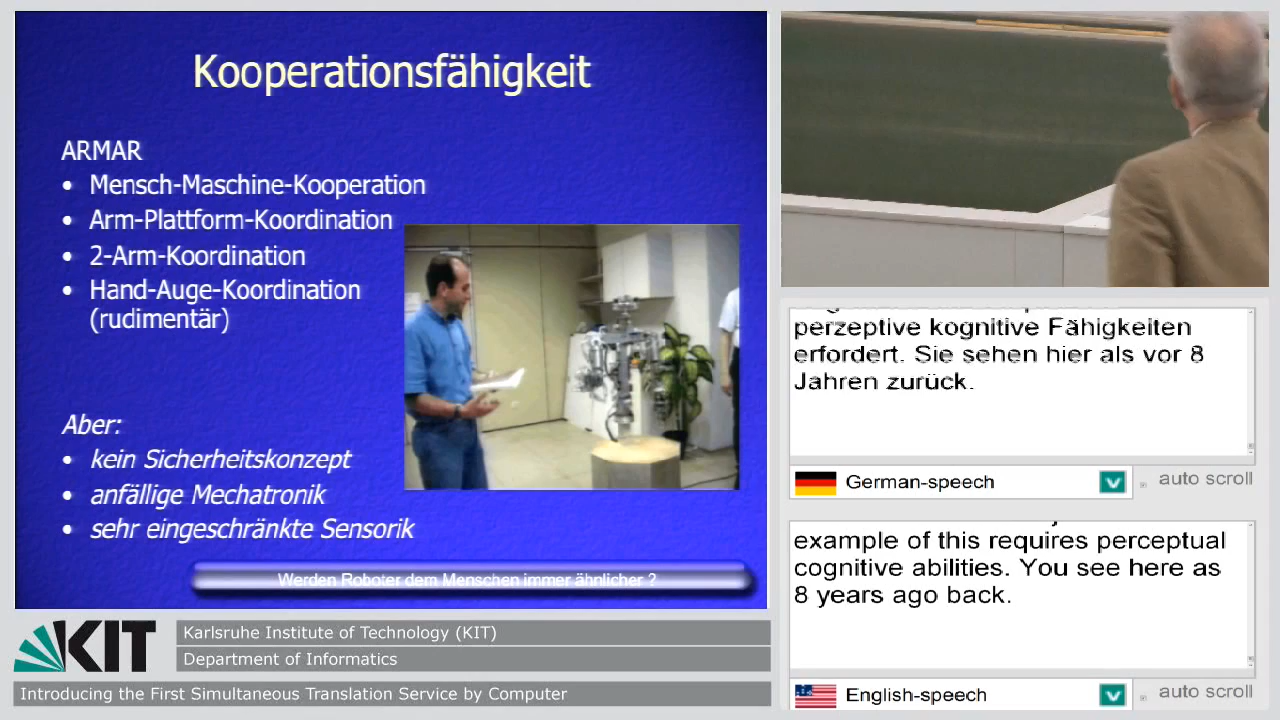 Kooperationsfähigkeit
ARMAR
• Mensch-Maschine-Kooperation
• Arm-Plattform-Koordination
• 2-Arm-Koordination
• Hand-Auge-Koordination
(rudimentär)
Aber:
• kein Sicherheitskonzept
• anfällige Mechatronik
• sehr eingeschränkte Sensorik
Werden Roboter dem Menschen immer ähnlicher ?
perzeptive kognitive Fähigkeiten
erfordert. Sie sehen hier als vor 8
Jahren zurück.
German-speech
auto scroll
example of this requires perceptual
cognitive abilities. You see here as
8 years ago back.
English-speech
auto scroll
KIT
Karlsruhe Institute of Technology (KIT)
Department of Informatics
Introducing the First Simultaneous Translation Service by Computer